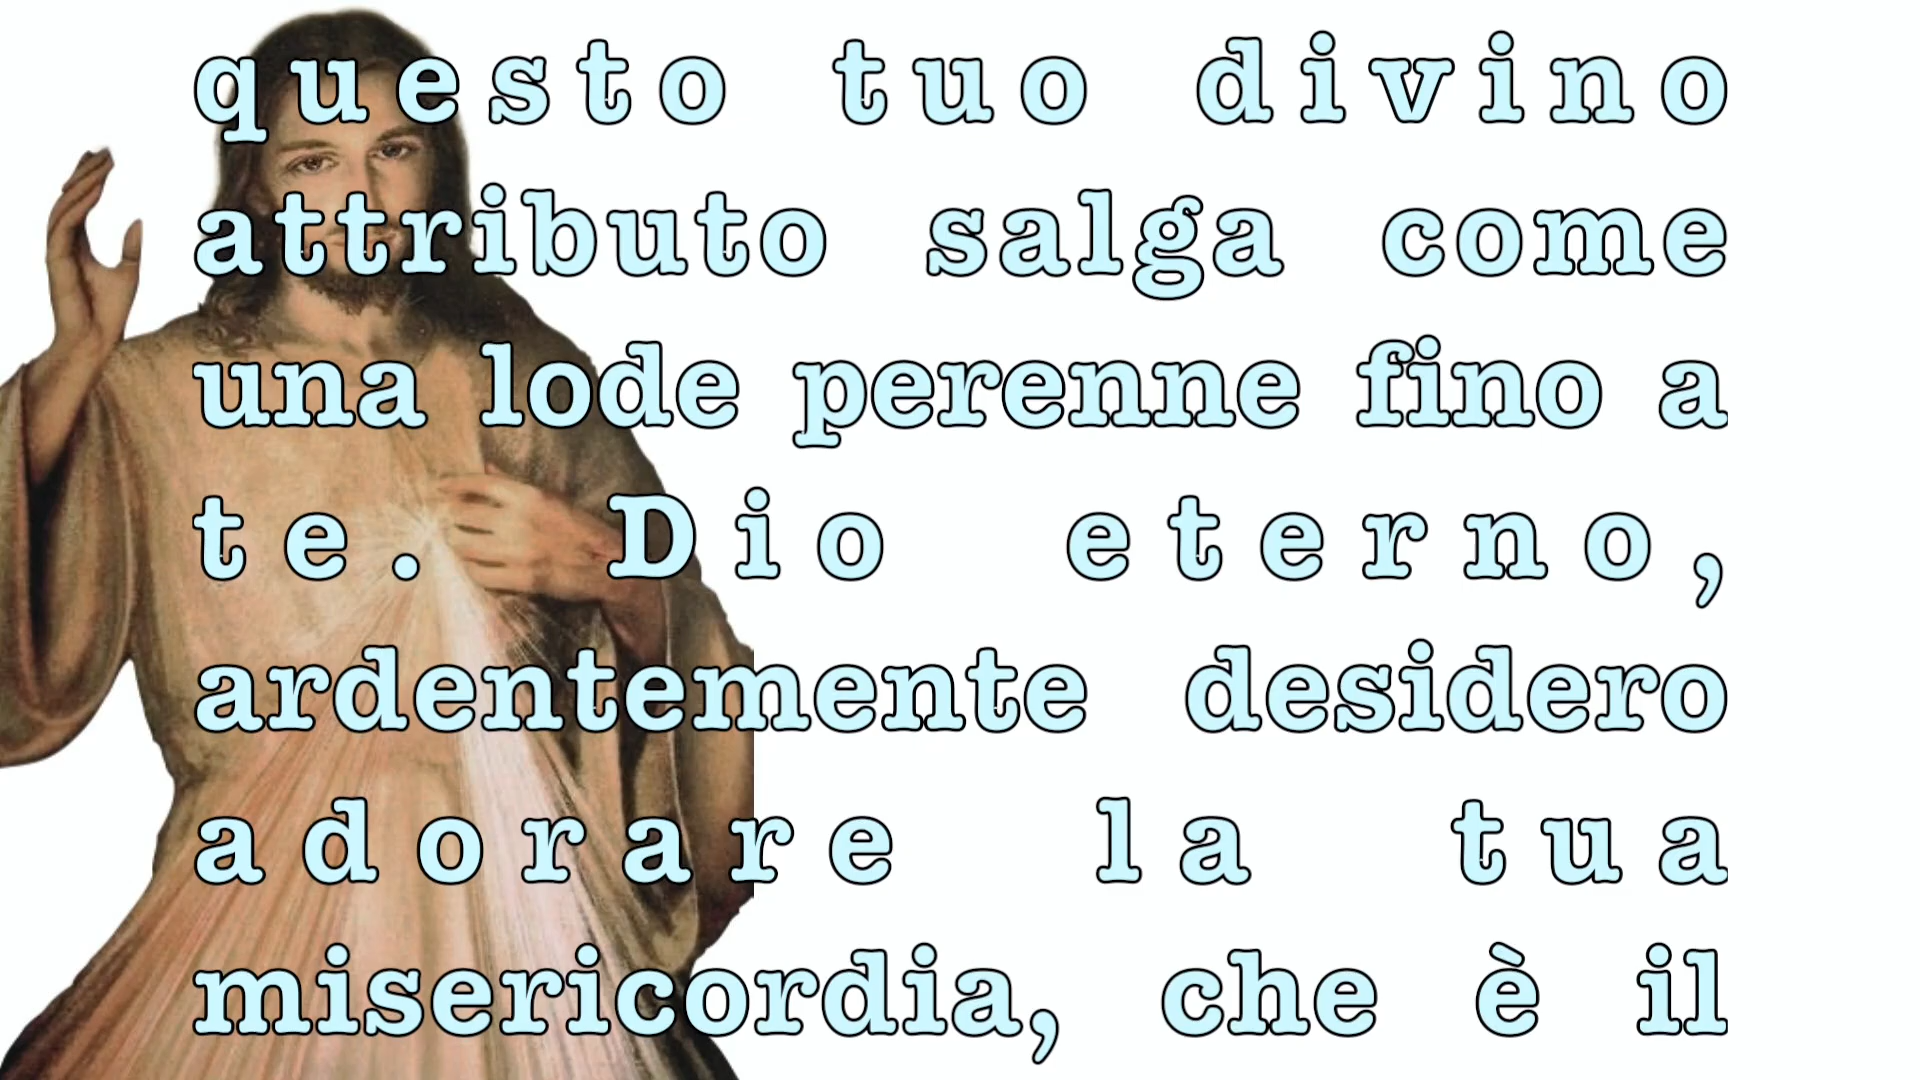 questo tuo divino
attributo salga come
una lode perenne fino a
te. Dio eterno,
ardentemente desidero
adorare la tua
misericordia, che è il